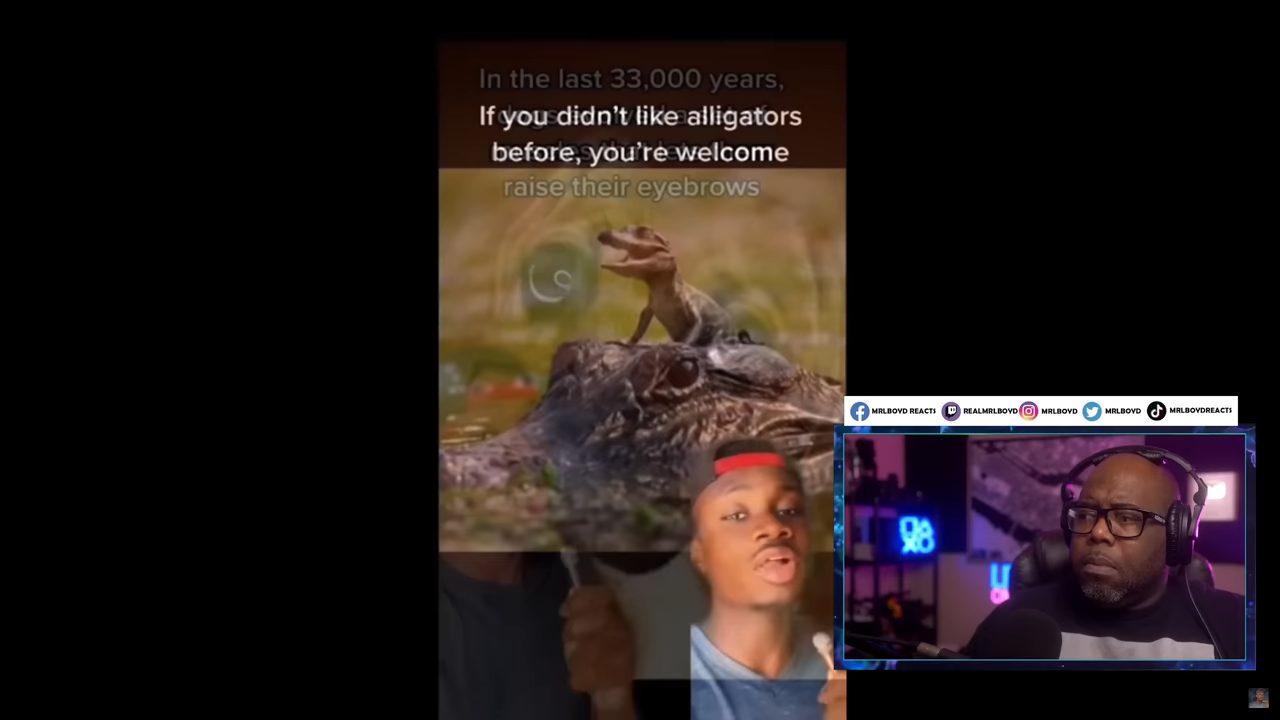 In the last 33,000 years,
If you didn't like alligators
before, you're welcome
raise their eyebrows
MRLBOYD REACTS REALMRLBOYD MRLBOYD MRLBOYD MRLBOYDREACTS